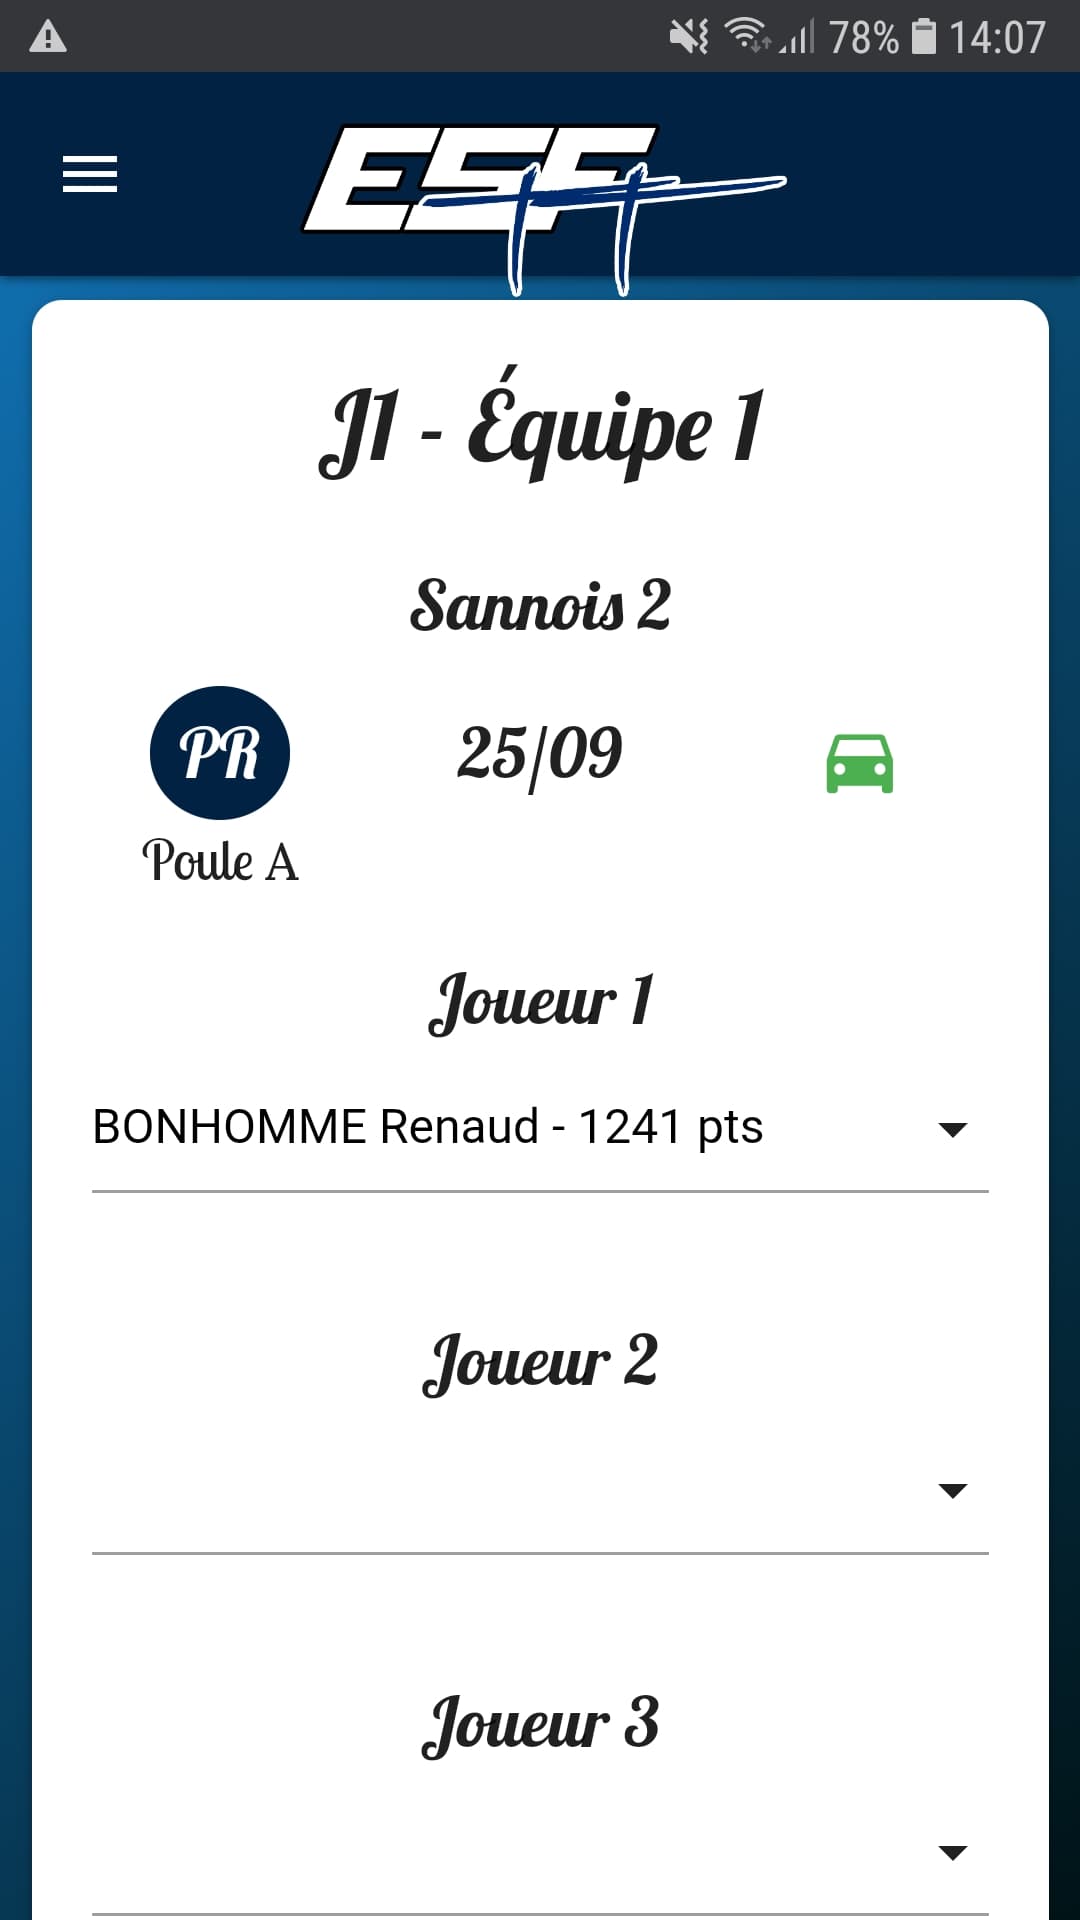 78% 14:07
ESFTT
J1 - Équipe 1
Sannois 2
PR
25/09
Poule A
Joueur 1
BONHOMME Renaud - 1241 pts
Joueur 2
Joueur 3